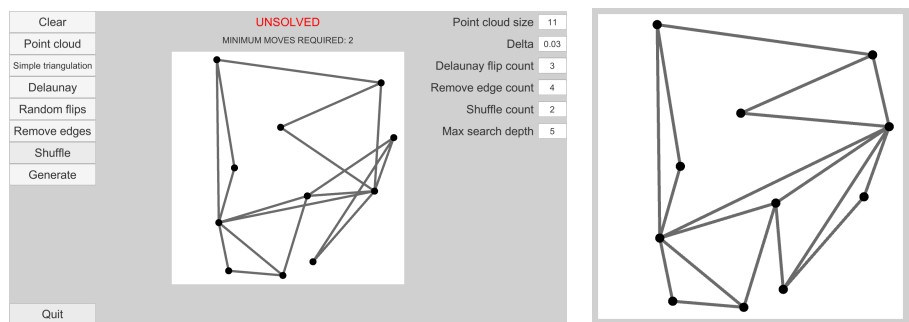 Clear
Point cloud
Simple triangulation
Delaunay
Random flips
Remove edges
Shuffle
Generate
Quit
UNSOLVED
MINIMUM MOVES REQUIRED: 2
Point cloud size 11
Delta 0.03
Delaunay flip count 3
Remove edge count 4
Shuffle count 2
Max search depth 5